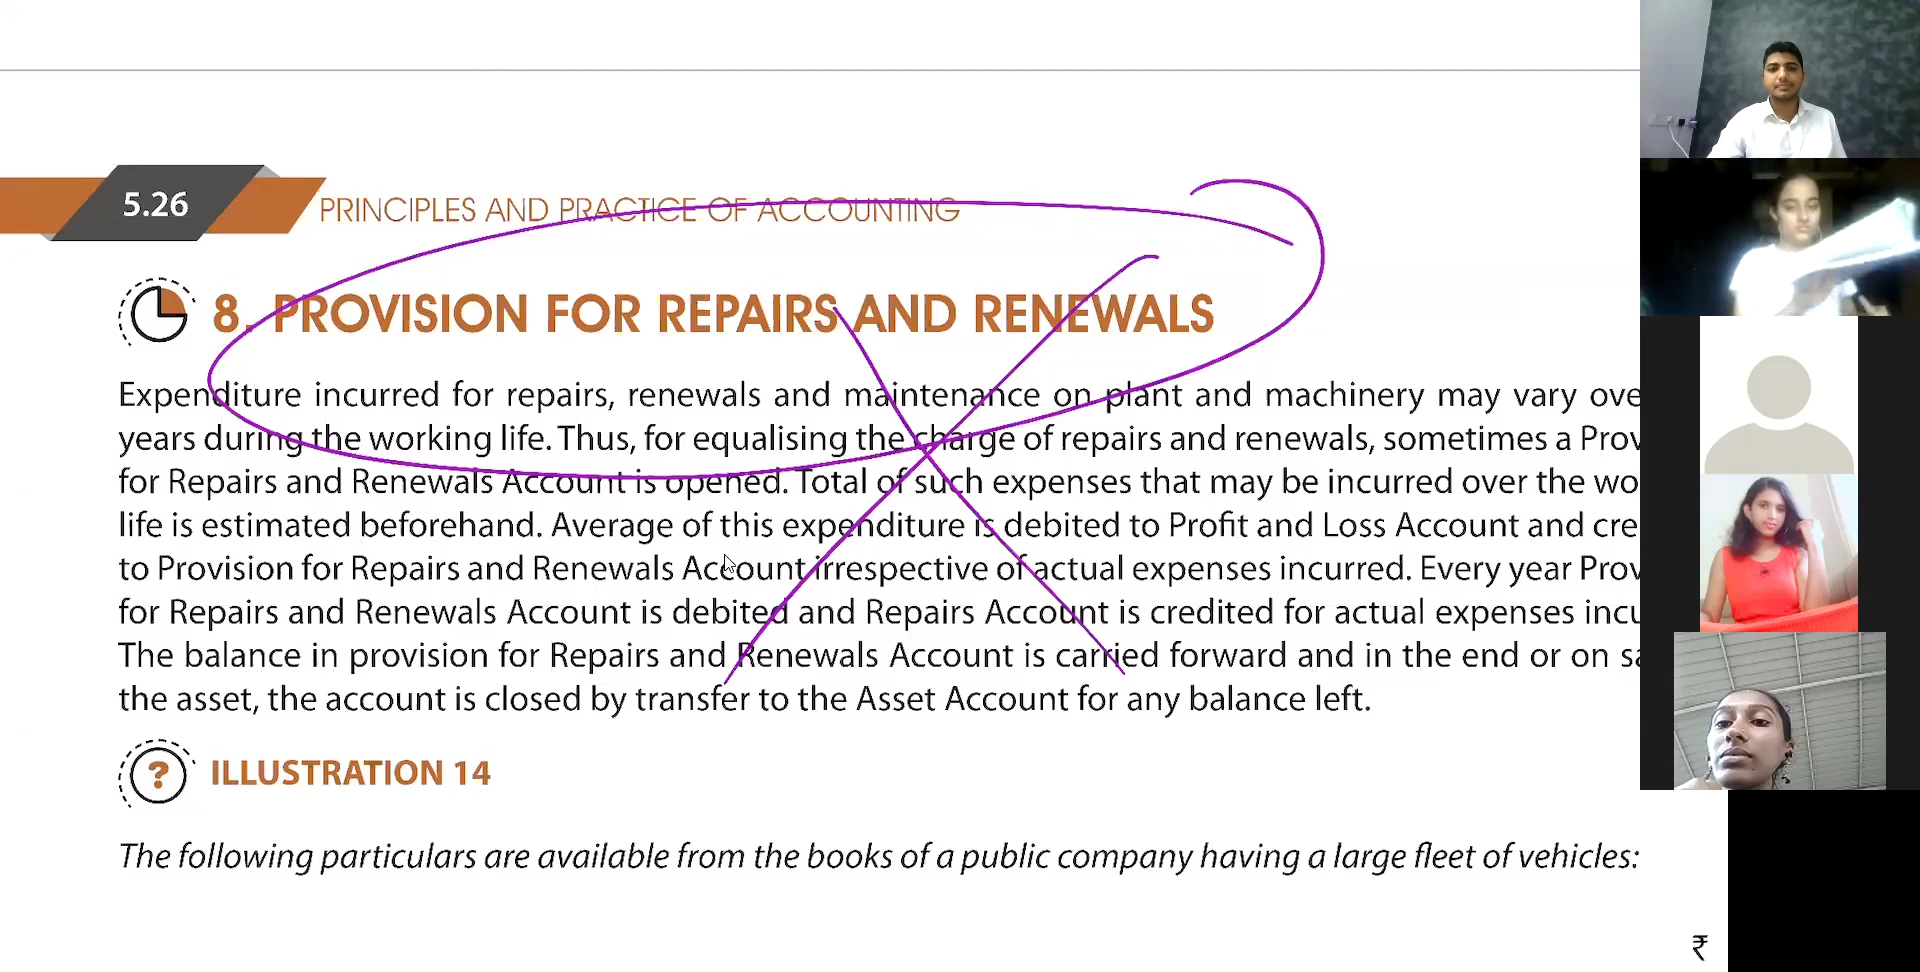 5.26
PRINCIPLES AND PRACTICE OF ACCOUNTING
8. PROVISION FOR REPAIRS AND RENEWALS
Expenditure incurred for repairs, renewals and maintenance on plant and machinery may vary ove
years during the working life. Thus, for equalising the charge of repairs and renewals, sometimes a Prov
for Repairs and Renewals Account is opened. Total of such expenses that may be incurred over the wo
life is estimated beforehand. Average of this expenditure is debited to Profit and Loss Account and cre
to Provision for Repairs and Renewals Account irrespective of actual expenses incurred. Every year Prov
for Repairs and Renewals Account is debited and Repairs Account is credited for actual expenses incu
The balance in provision for Repairs and Renewals Account is carried forward and in the end or on sa
the asset, the account is closed by transfer to the Asset Account for any balance left.
? ILLUSTRATION 14
The following particulars are available from the books of a public company having a large fleet of vehicles:
₹